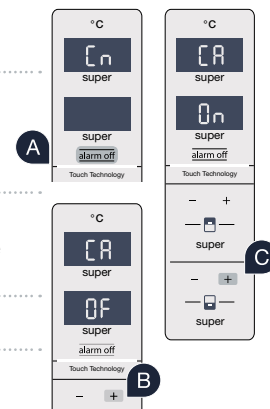 °C
Cn
super
super
alarm off
A
Touch Technology
°C
CA
super
OF
super
alarm off
Touch Technology
B
- +
°C
CA
super
On
super
alarm off
Touch Technology
- +
super
C
- +
super